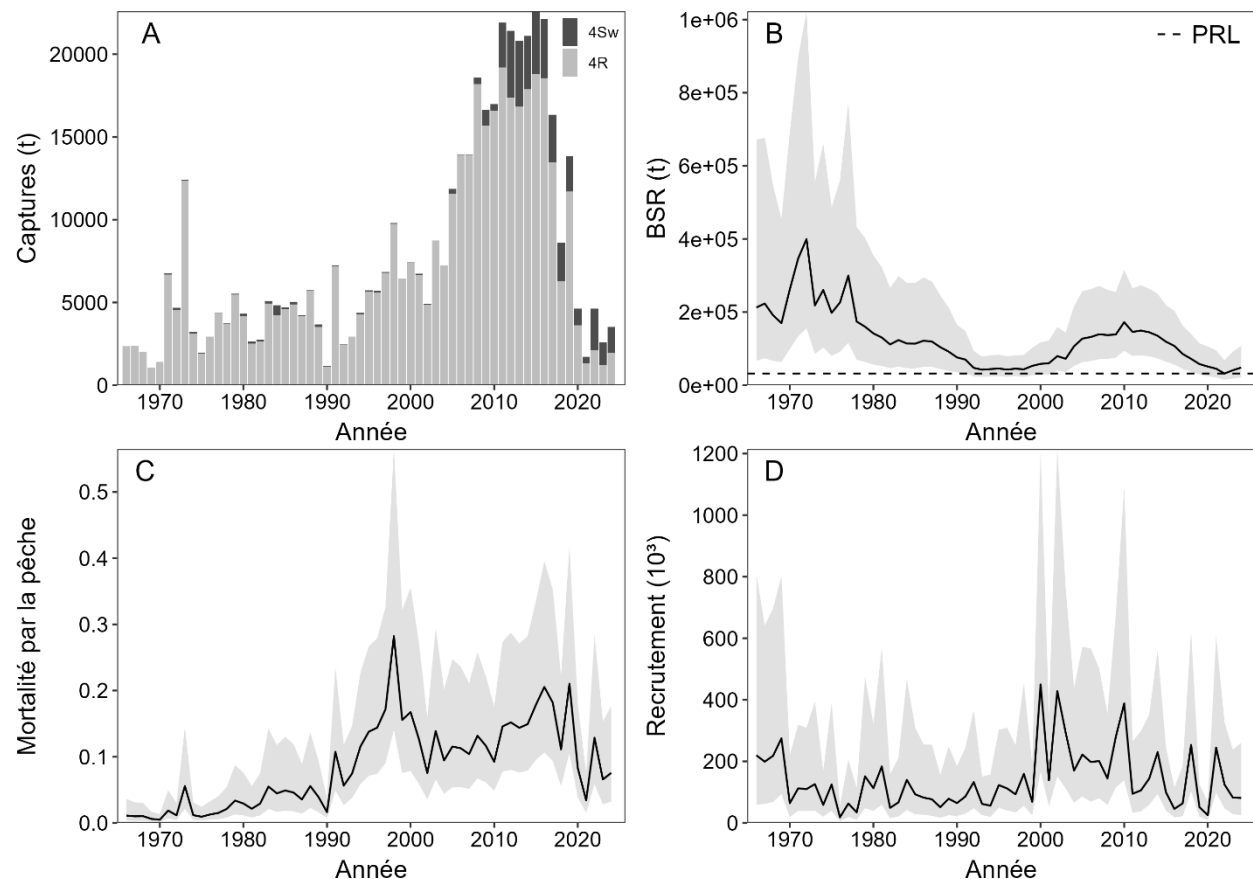 A
4Sw
4R
Captures (t)
20000
15000
10000
5000
0
1970 1980 1990 2000 2010 2020
Année
B
PRL
BSR (t)
1e+06
8e+05
6e+05
4e+05
2e+05
0e+00
1970 1980 1990 2000 2010 2020
Année
C
Mortalité par la pêche
0.5
0.4
0.3
0.2
0.1
0.0
1970 1980 1990 2000 2010 2020
Année
D
Recrutement (10³)
1200
1000
800
600
400
200
0
1970 1980 1990 2000 2010 2020
Année